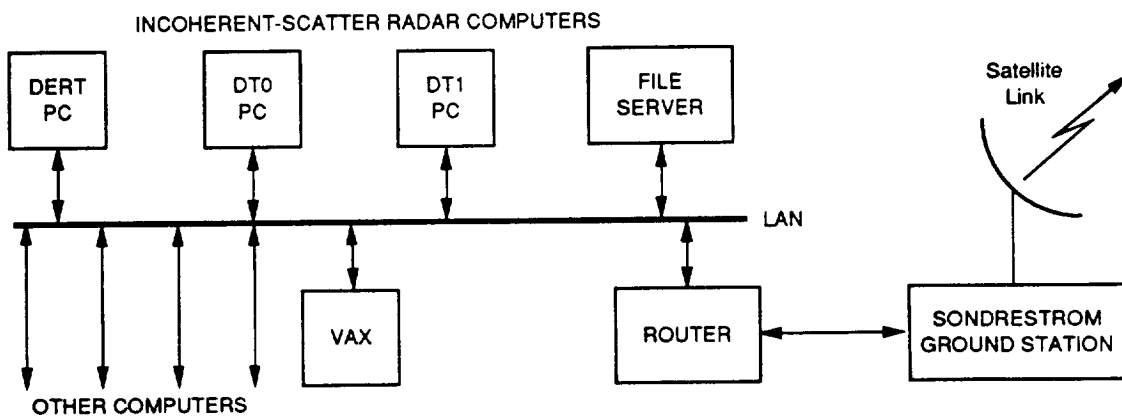 INCOHERENT-SCATTER RADAR COMPUTERS
DERT
PC
DT0
PC
DT1
PC
FILE
SERVER
Satellite
Link
LAN
VAX
ROUTER
SONDRESTROM
GROUND STATION
OTHER COMPUTERS